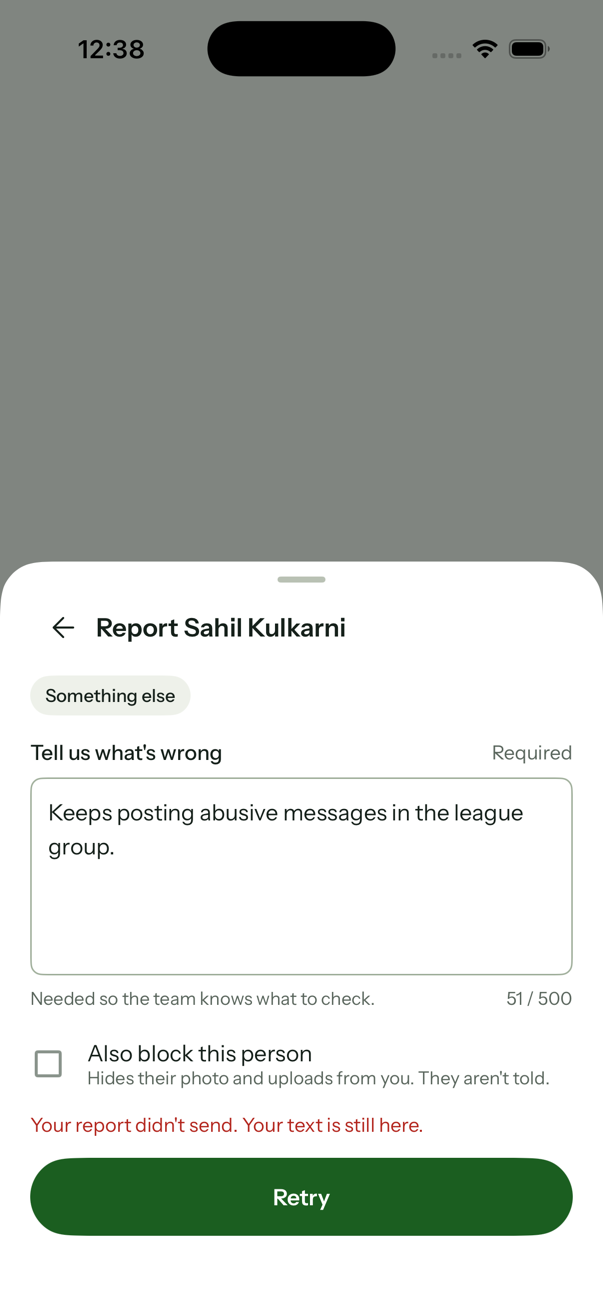 12:38
Report Sahil Kulkarni
Something else
Tell us what's wrong
Required
Keeps posting abusive messages in the league
group.
Needed so the team knows what to check.
51 / 500
Also block this person
Hides their photo and uploads from you. They aren't told.
Your report didn't send. Your text is still here.
Retry